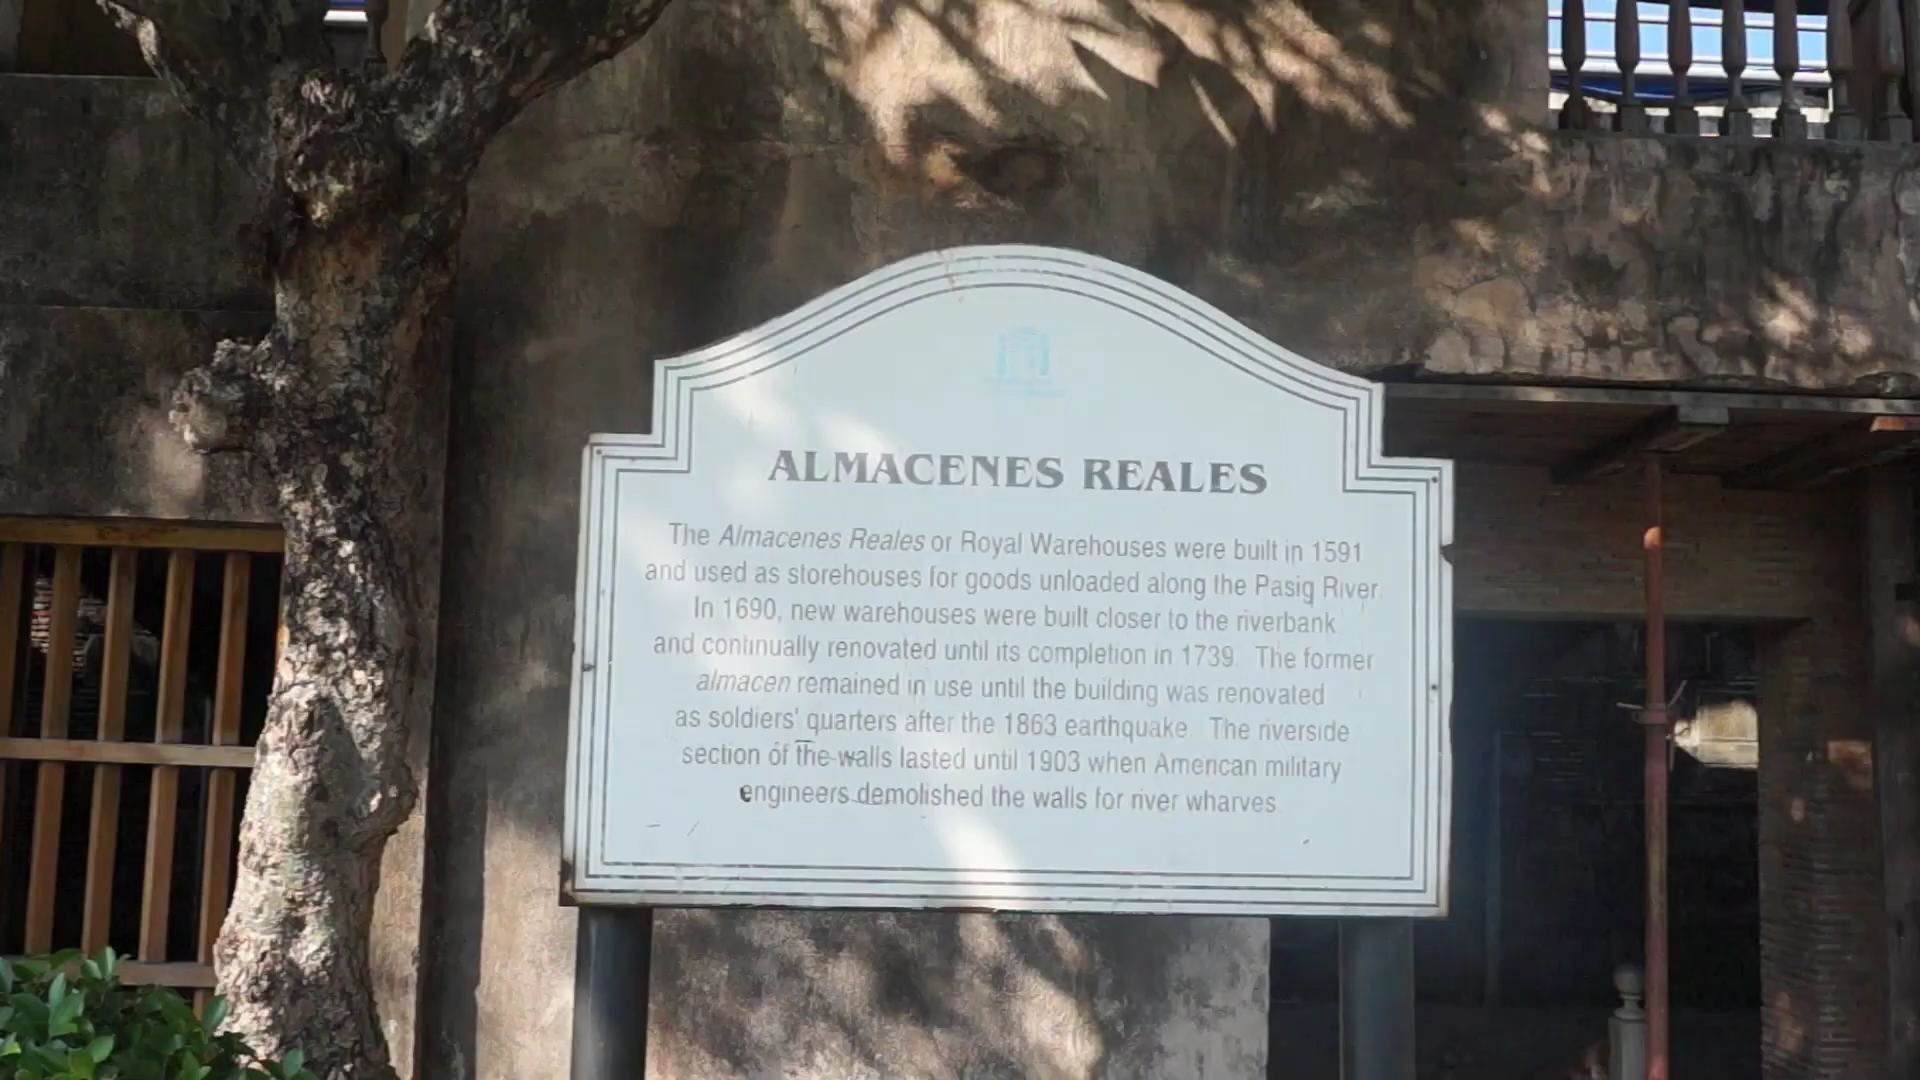 ALMACENES REALES
The Almacenes Reales or Royal Warehouses were built in 1591
and used as storehouses for goods unloaded along the Pasig River
In 1690, new warehouses were built closer to the riverbank
and continually renovated until its completion in 1739. The former
almacen remained in use until the building was renovated
as soldiers' quarters after the 1863 earthquake. The riverside
section of the walls lasted until 1903 when American military
engineers demolished the walls for river wharves